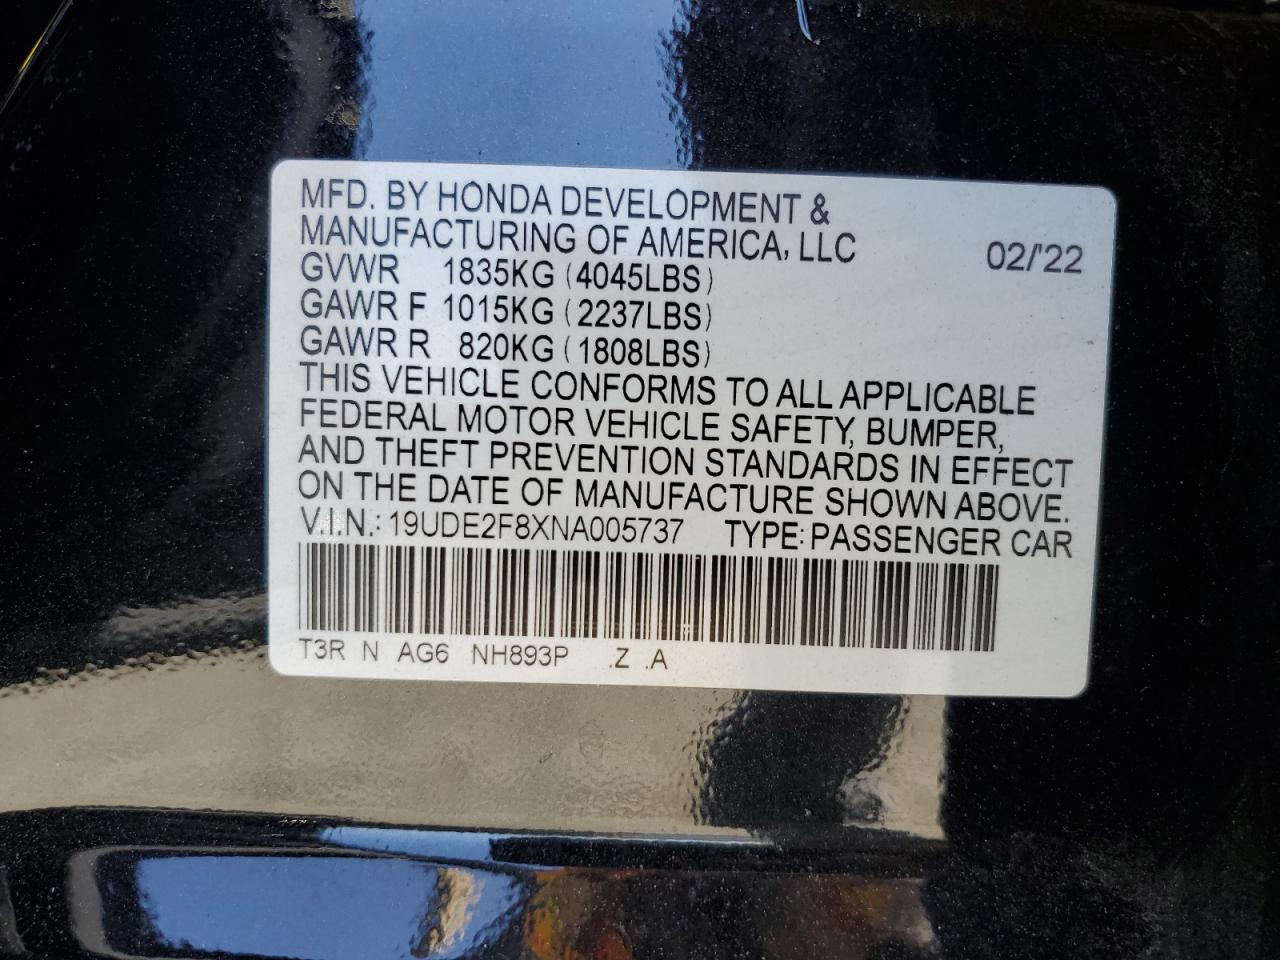 MFD. BY HONDA DEVELOPMENT &
MANUFACTURING OF AMERICA, LLC 02/'22
GVWR 1835KG (4045LBS)
GAWR F 1015KG (2237LBS)
GAWR R 820KG (1808LBS)
THIS VEHICLE CONFORMS TO ALL APPLICABLE
FEDERAL MOTOR VEHICLE SAFETY, BUMPER,
AND THEFT PREVENTION STANDARDS IN EFFECT
ON THE DATE OF MANUFACTURE SHOWN ABOVE.
V.I.N.: 19UDE2F8XNA005737 TYPE: PASSENGER CAR
T3R N AG6 NH893P .Z .A